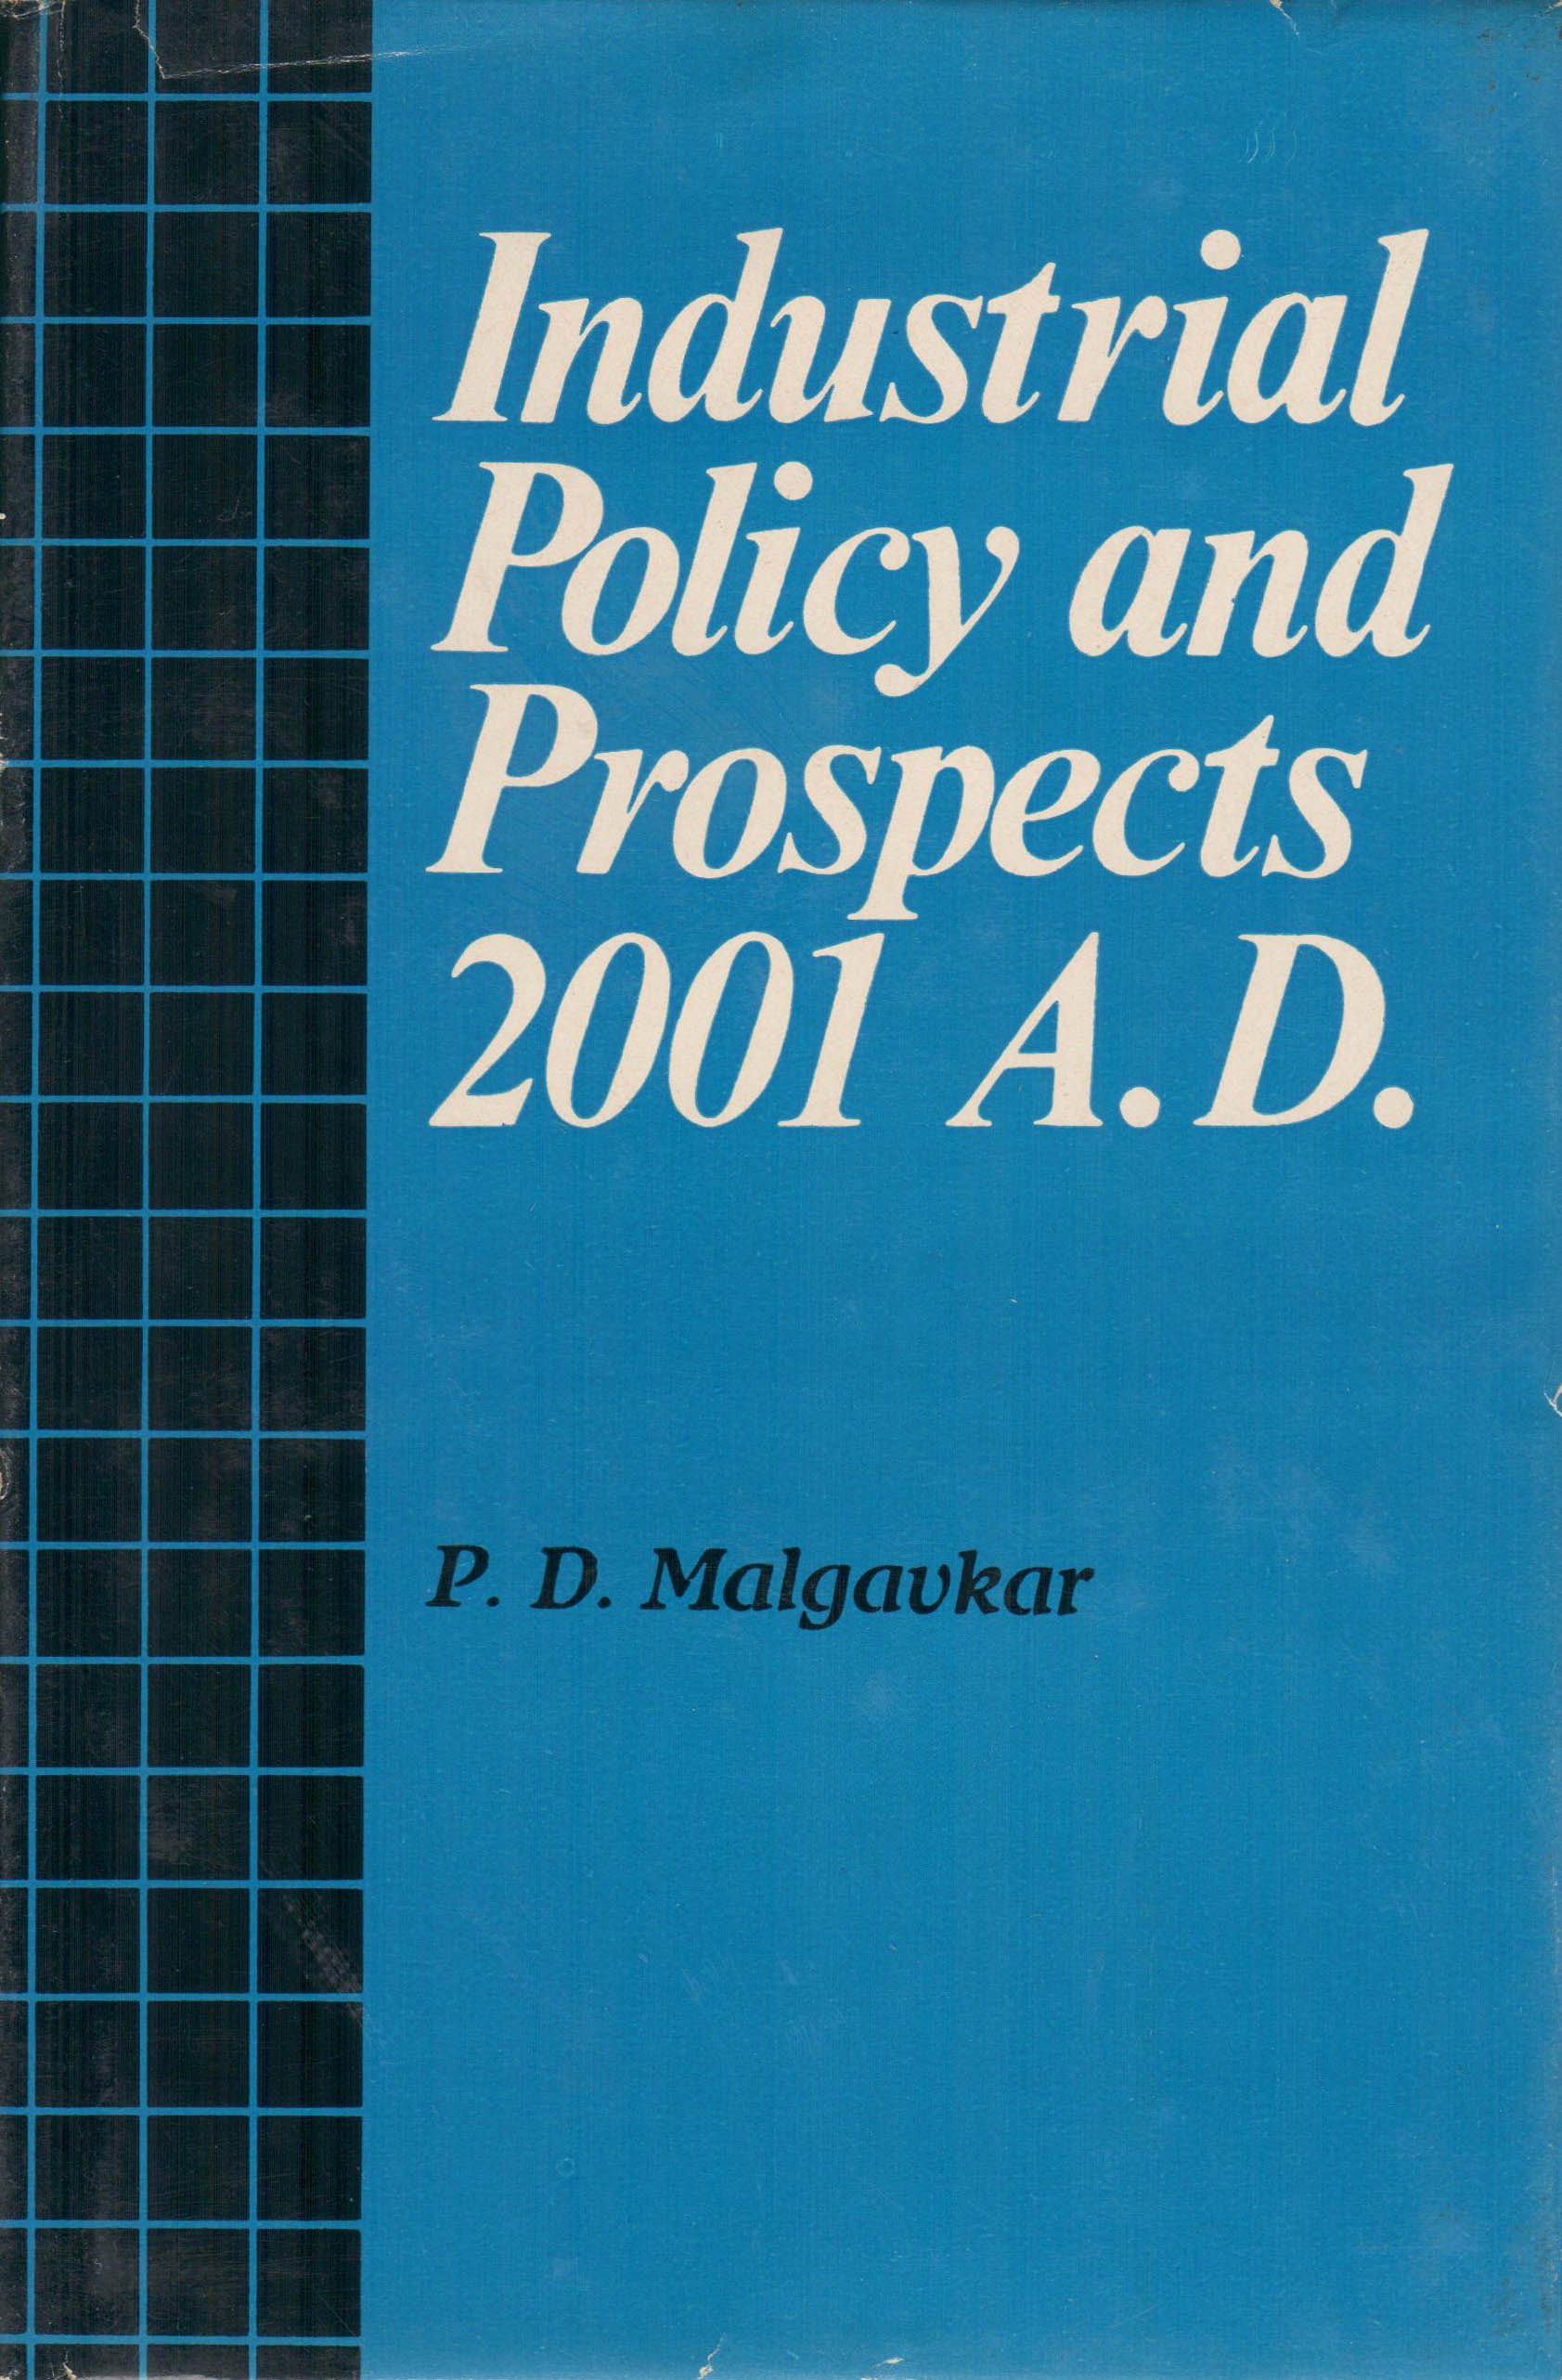 Industrial
Policy and
Prospects
2001 A.D.
P. D. Malgavkar